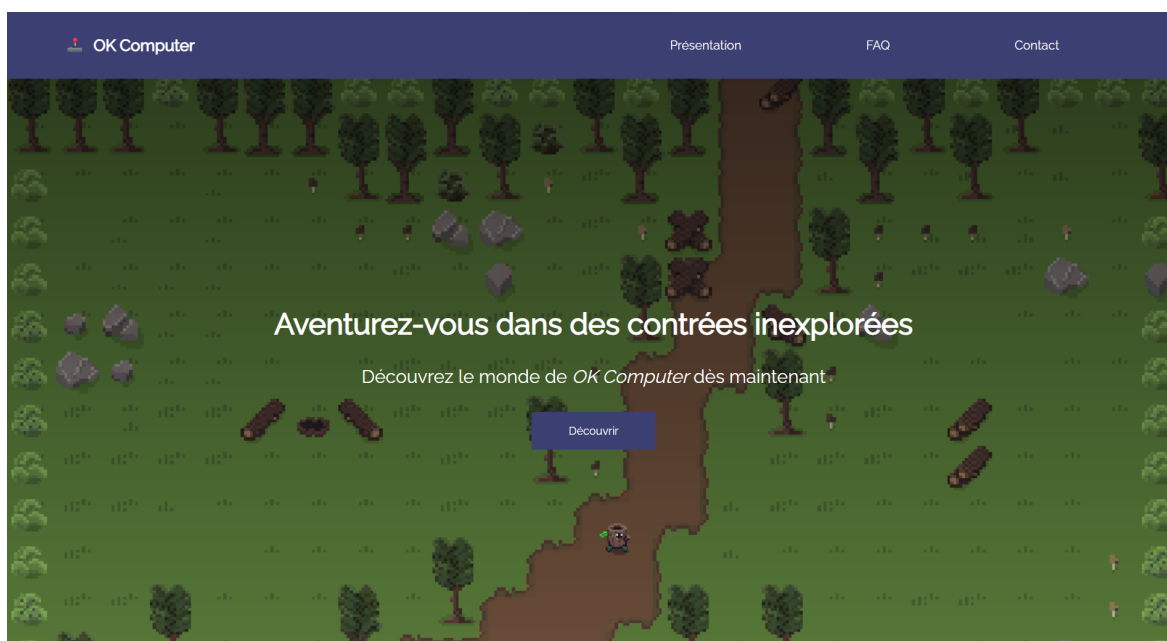 OK Computer
Présentation
FAQ
Contact
Aventurez-vous dans des contrées inexplorées
Découvrez le monde de OK Computer dès maintenant
Découvrir